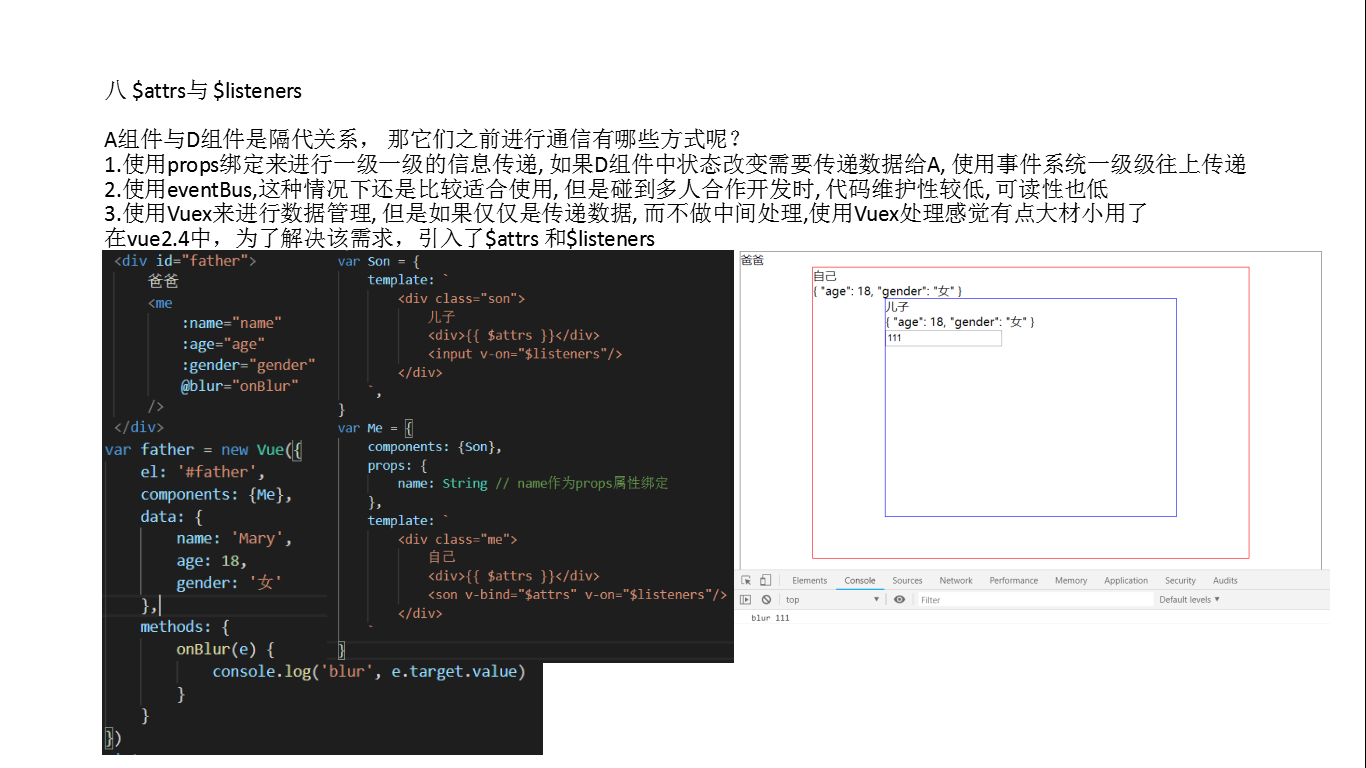 八 $attrs与 $listeners
A组件与D组件是隔代关系， 那它们之前进行通信有哪些方式呢？
1.使用props绑定来进行一级一级的信息传递, 如果D组件中状态改变需要传递数据给A, 使用事件系统一级级往上传递
2.使用eventBus,这种情况下还是比较适合使用, 但是碰到多人合作开发时, 代码维护性较低, 可读性也低
3.使用Vuex来进行数据管理, 但是如果仅仅是传递数据, 而不做中间处理,使用Vuex处理感觉有点大材小用了
在vue2.4中，为了解决该需求，引入了$attrs 和$listeners
<div id="father">
爸爸
<me
:name="name"
:age="age"
:gender="gender"
@blur="onBlur"
/>
</div>
var father = new Vue({
el: '#father',
components: {Me},
data: {
name: 'Mary',
age: 18,
gender: '女'
},
methods: {
onBlur(e) {
console.log('blur', e.target.value)
}
}
})
var Son = {
template: `
<div class="son">
儿子
<div>{{ $attrs }}</div>
<input v-on="$listeners"/>
</div>
`,
}
var Me = {
components: {Son},
props: {
name: String // name作为props属性绑定
},
template: `
<div class="me">
自己
<div>{{ $attrs }}</div>
<son v-bind="$attrs" v-on="$listeners"/>
</div>
`
}
爸爸
自己
{ "age": 18, "gender": "女" }
儿子
{ "age": 18, "gender": "女" }
111
Elements Console Sources Network Performance Memory Application Security Audits
top Filter Default levels
blur 111